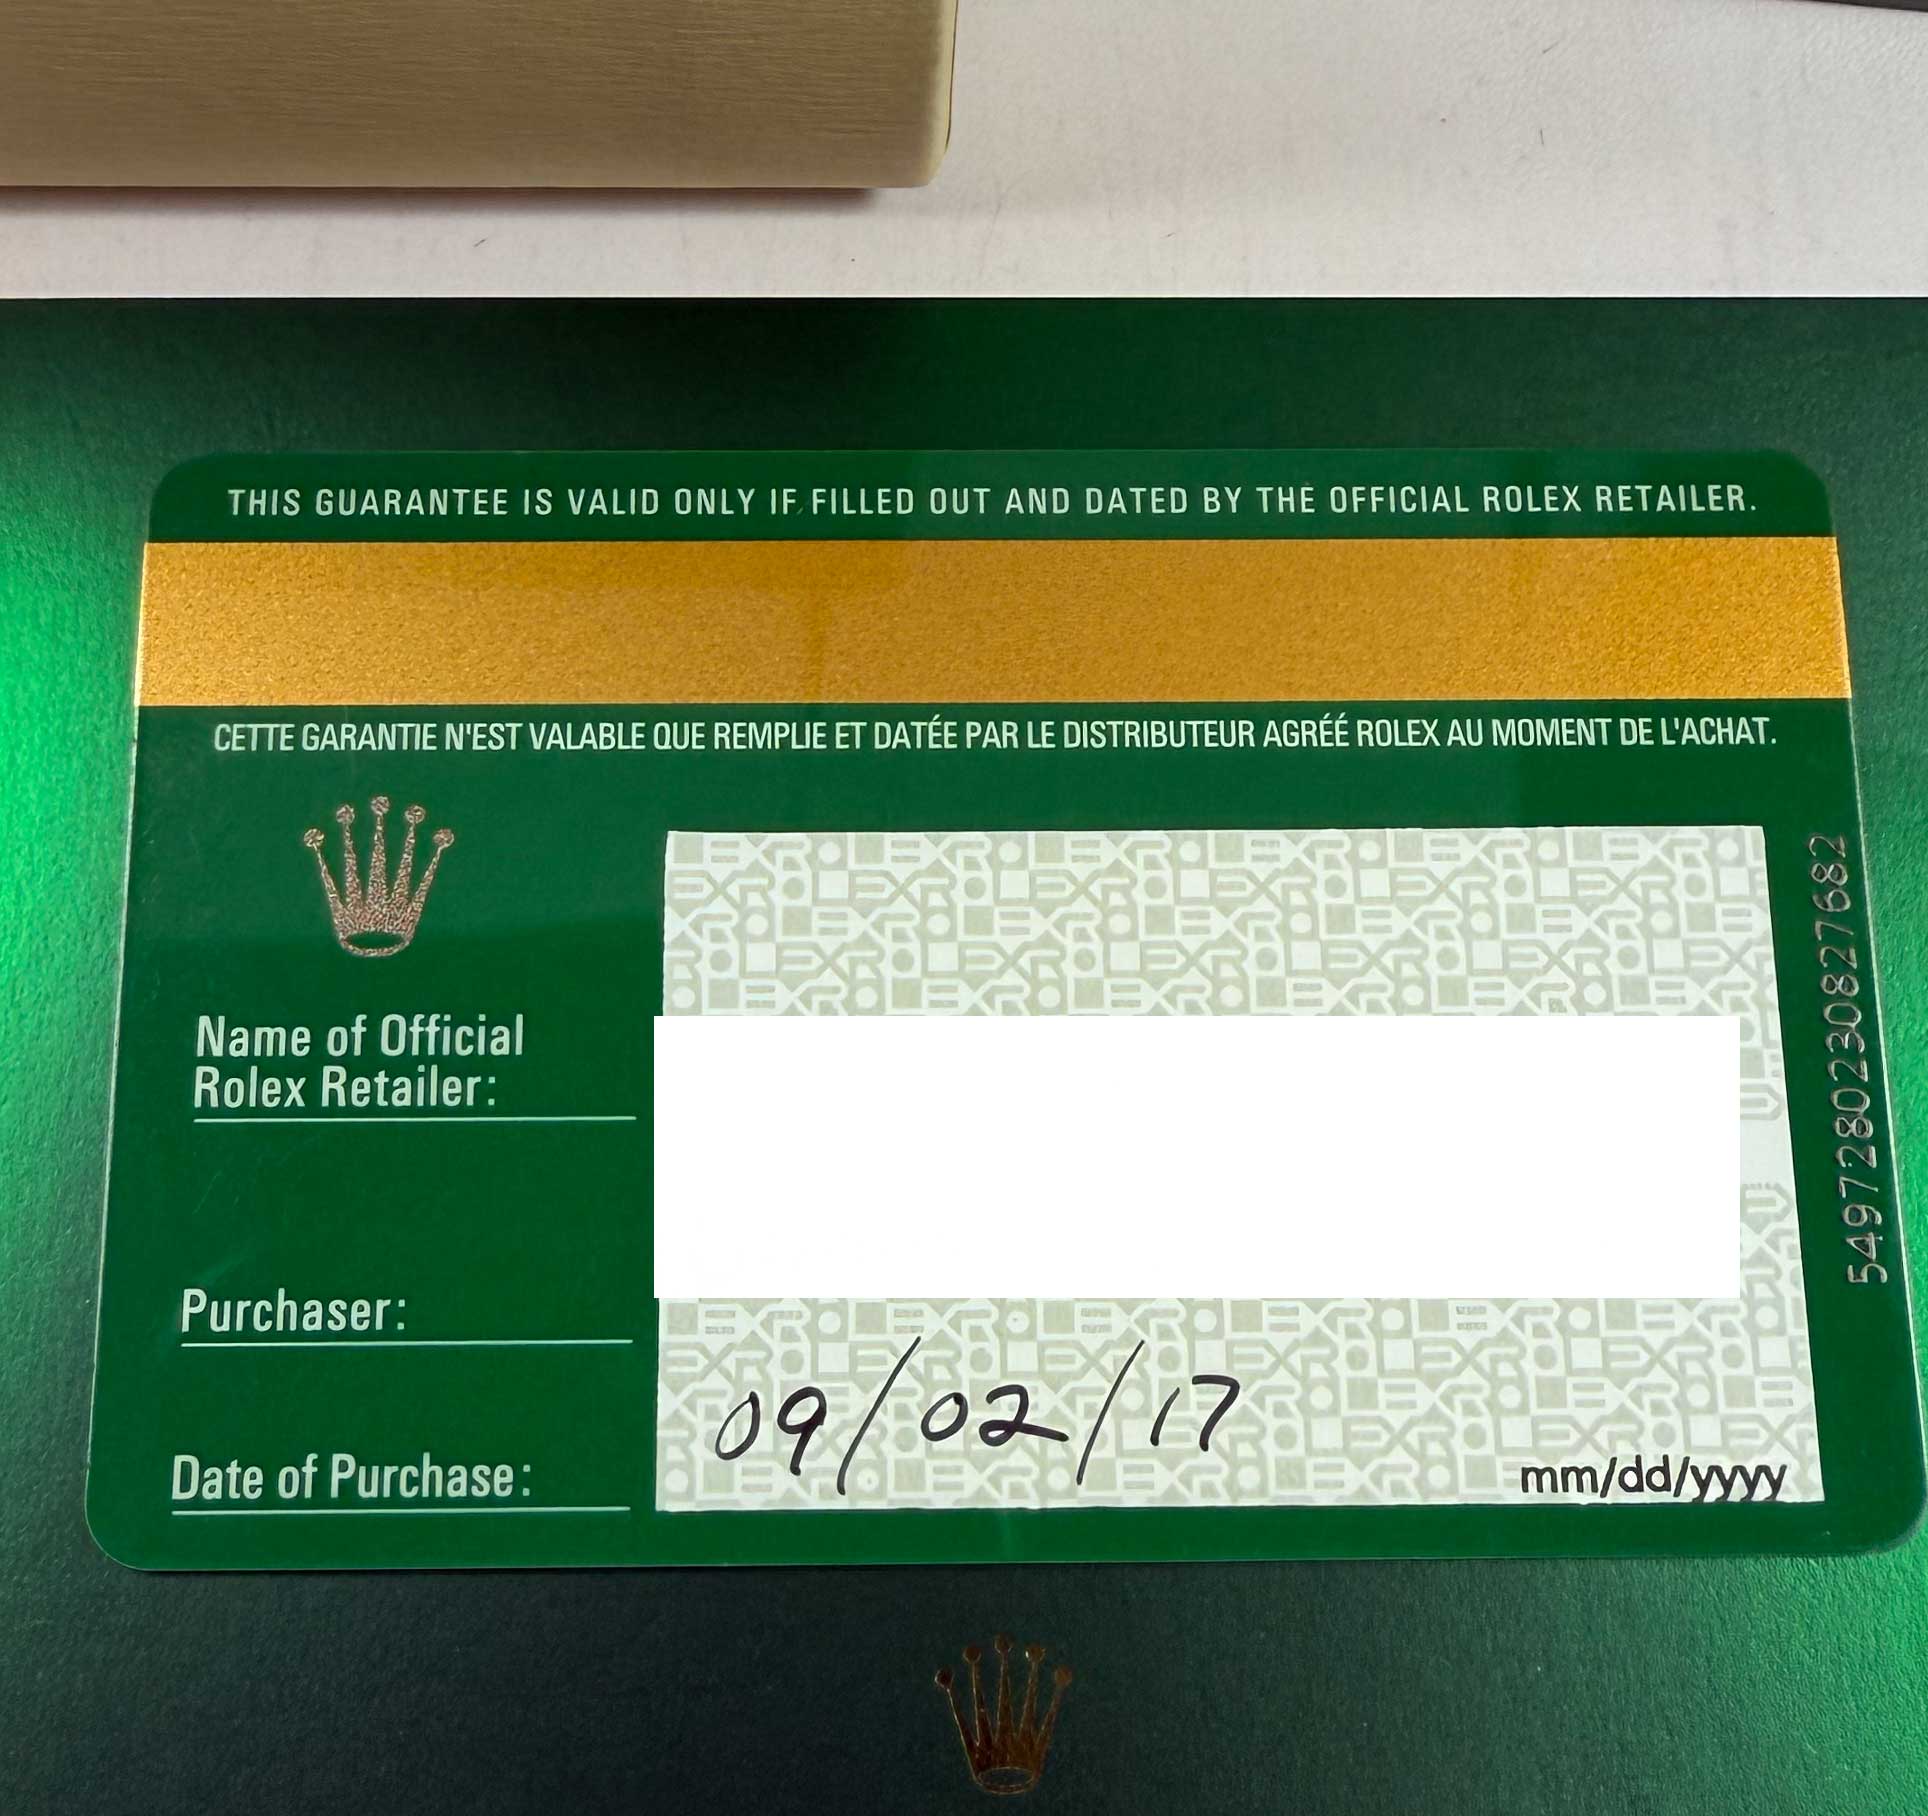 THIS GUARANTEE IS VALID ONLY IF FILLED OUT AND DATED BY THE OFFICIAL ROLEX RETAILER.
CETTE GARANTIE N'EST VALABLE QUE REMPLIE ET DATÉE PAR LE DISTRIBUTEUR AGRÉÉ ROLEX AU MOMENT DE L'ACHAT.
Name of Official
Rolex Retailer:
Purchaser:
Date of Purchase:
09/02/17
mm/dd/yyyy
5497280230827682